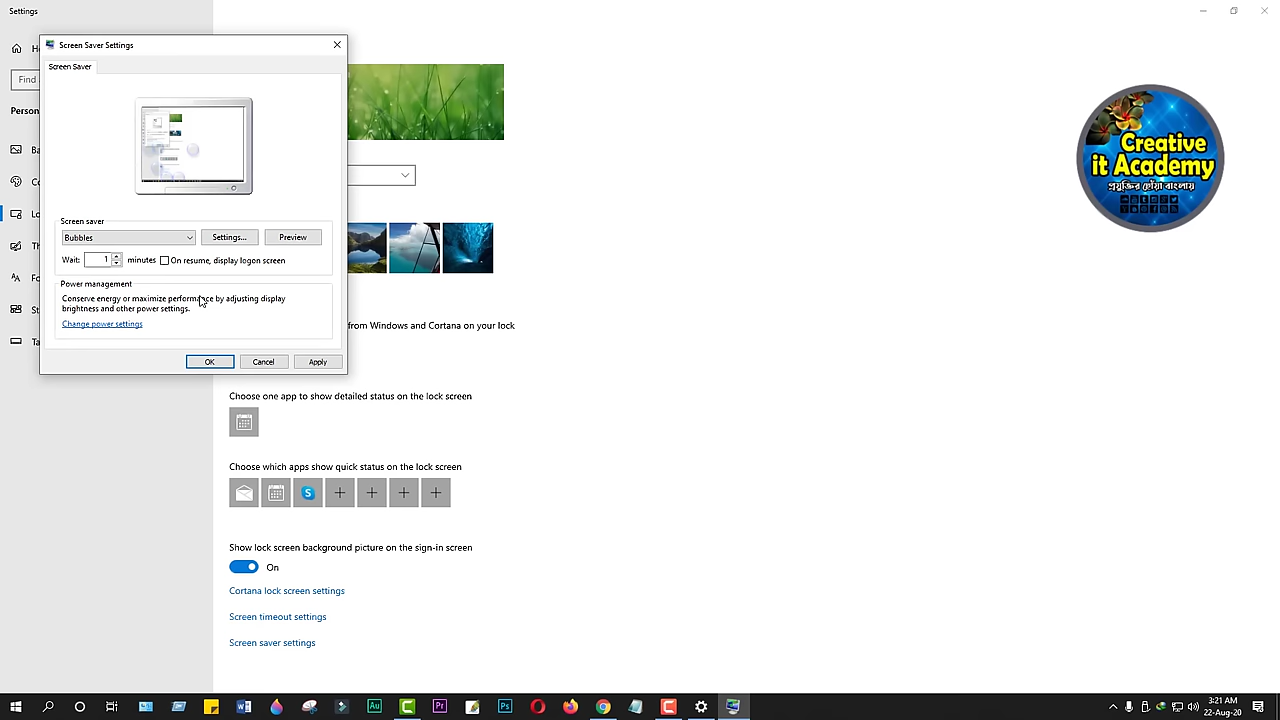 Settings
Screen Saver Settings
Screen Saver
Find
Person
Screen saver
Bubbles
Settings...
Preview
Wait:
1
minutes
On resume, display logon screen
Power management
Conserve energy or maximize performance by adjusting display
brightness and other power settings.
Change power settings
OK
Cancel
Apply
from Windows and Cortana on your lock
Choose one app to show detailed status on the lock screen
Choose which apps show quick status on the lock screen
Show lock screen background picture on the sign-in screen
On
Cortana lock screen settings
Screen timeout settings
Screen saver settings
Creative
it Academy
প্রযুক্তির ছোঁয়া বাংলায়
3:21 AM
22-Aug-20